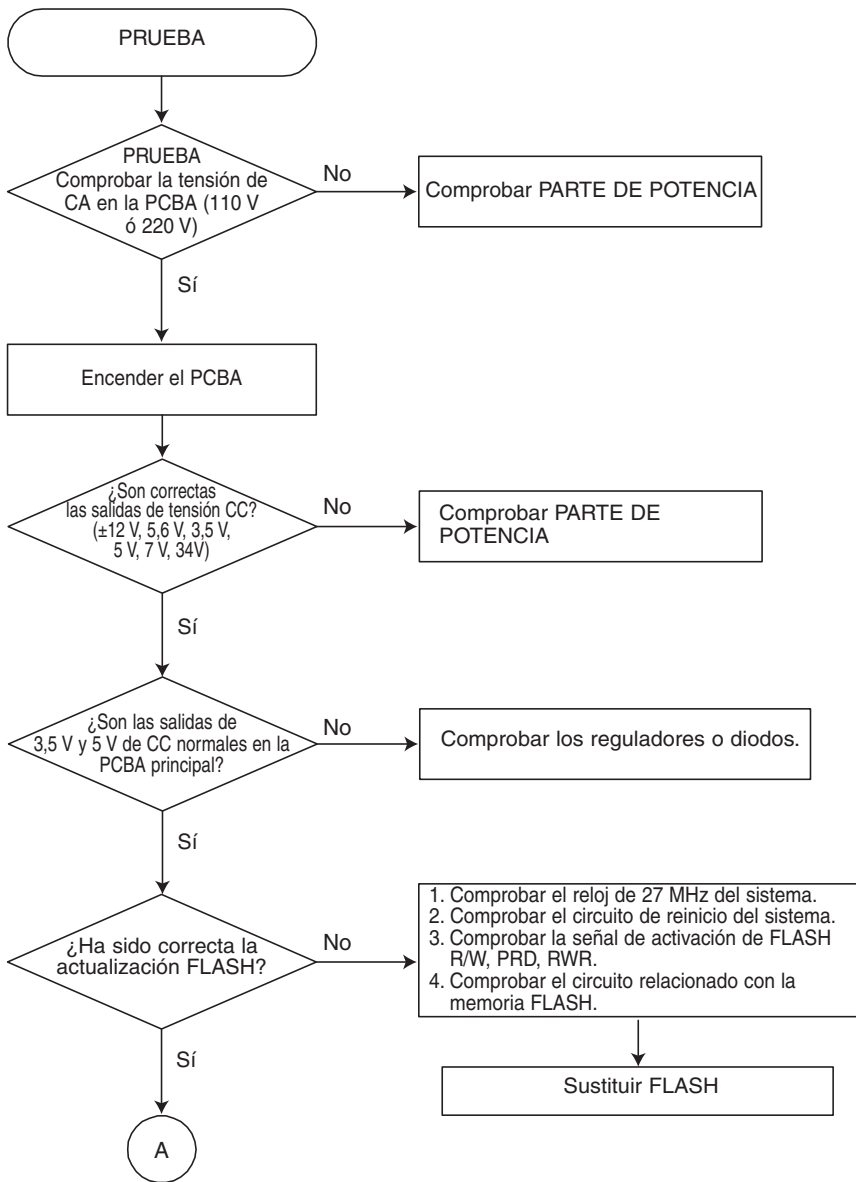 PRUEBA
PRUEBA
Comprobar la tensión de
CA en la PCBA (110 V
ó 220 V)
No
Comprobar PARTE DE POTENCIA
Sí
Encender el PCBA
¿Son correctas
las salidas de tensión CC?
(±12 V, 5,6 V, 3,5 V,
5 V, 7 V, 34V)
No
Comprobar PARTE DE
POTENCIA
Sí
¿Son las salidas de
3,5 V y 5 V de CC normales en la
PCBA principal?
No
Comprobar los reguladores o diodos.
Sí
¿Ha sido correcta la
actualización FLASH?
No
1. Comprobar el reloj de 27 MHz del sistema.
2. Comprobar el circuito de reinicio del sistema.
3. Comprobar la señal de activación de FLASH
R/W, PRD, RWR.
4. Comprobar el circuito relacionado con la
memoria FLASH.
Sí
Sustituir FLASH
A